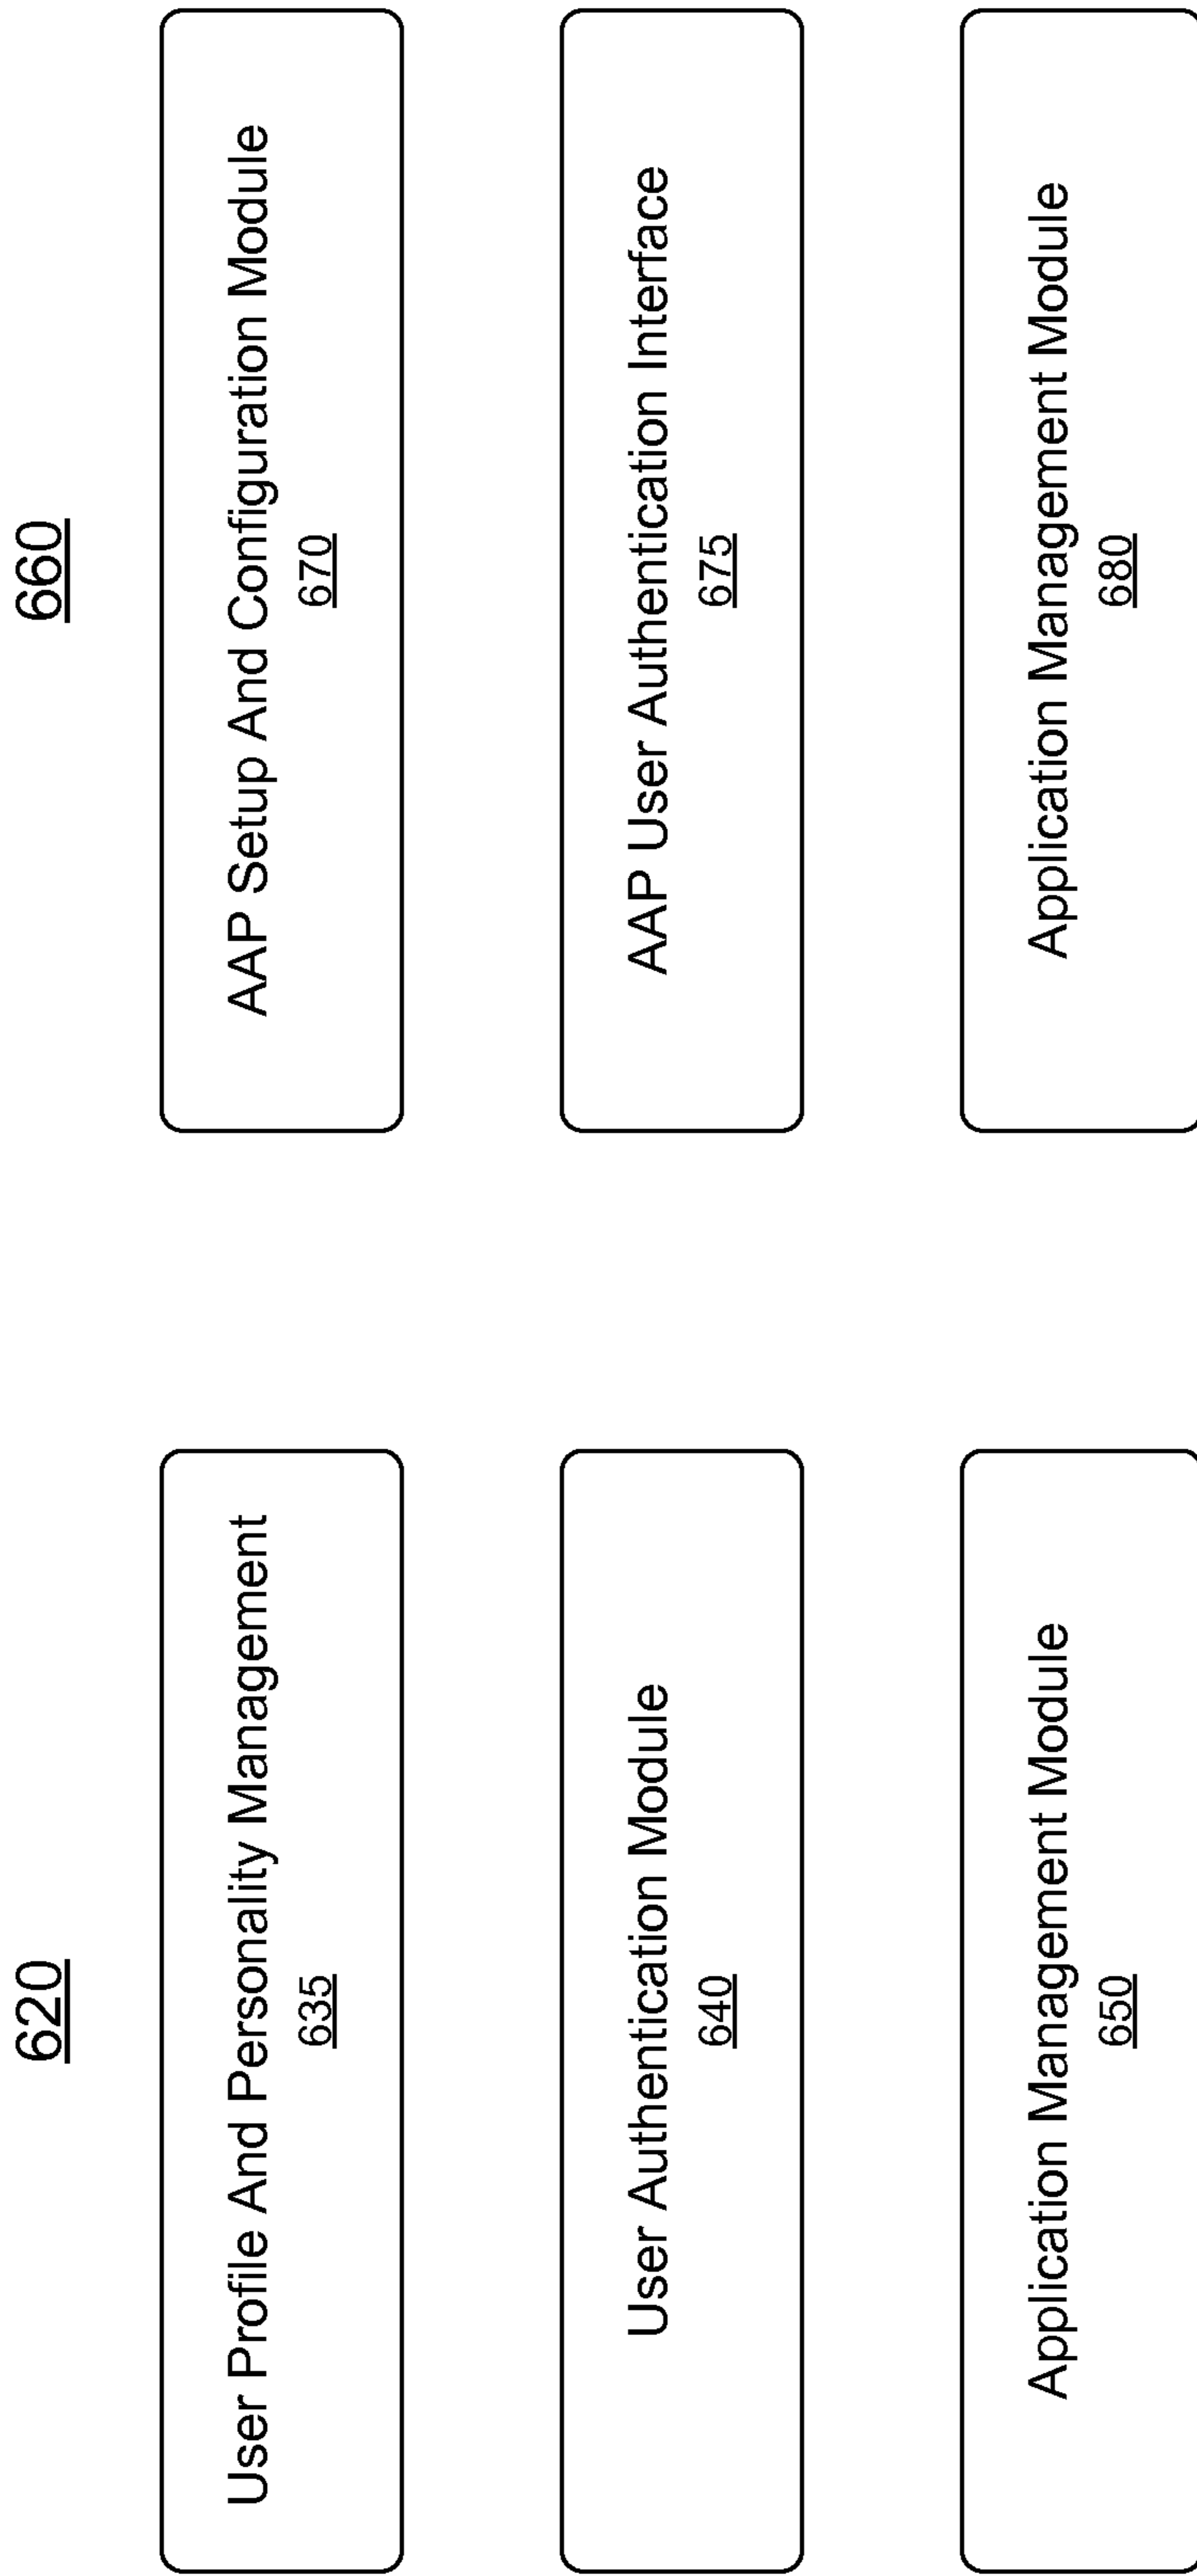 620
User Profile And Personality Management
635
User Authentication Module
640
Application Management Module
650
660
AAP Setup And Configuration Module
670
AAP User Authentication Interface
675
Application Management Module
680